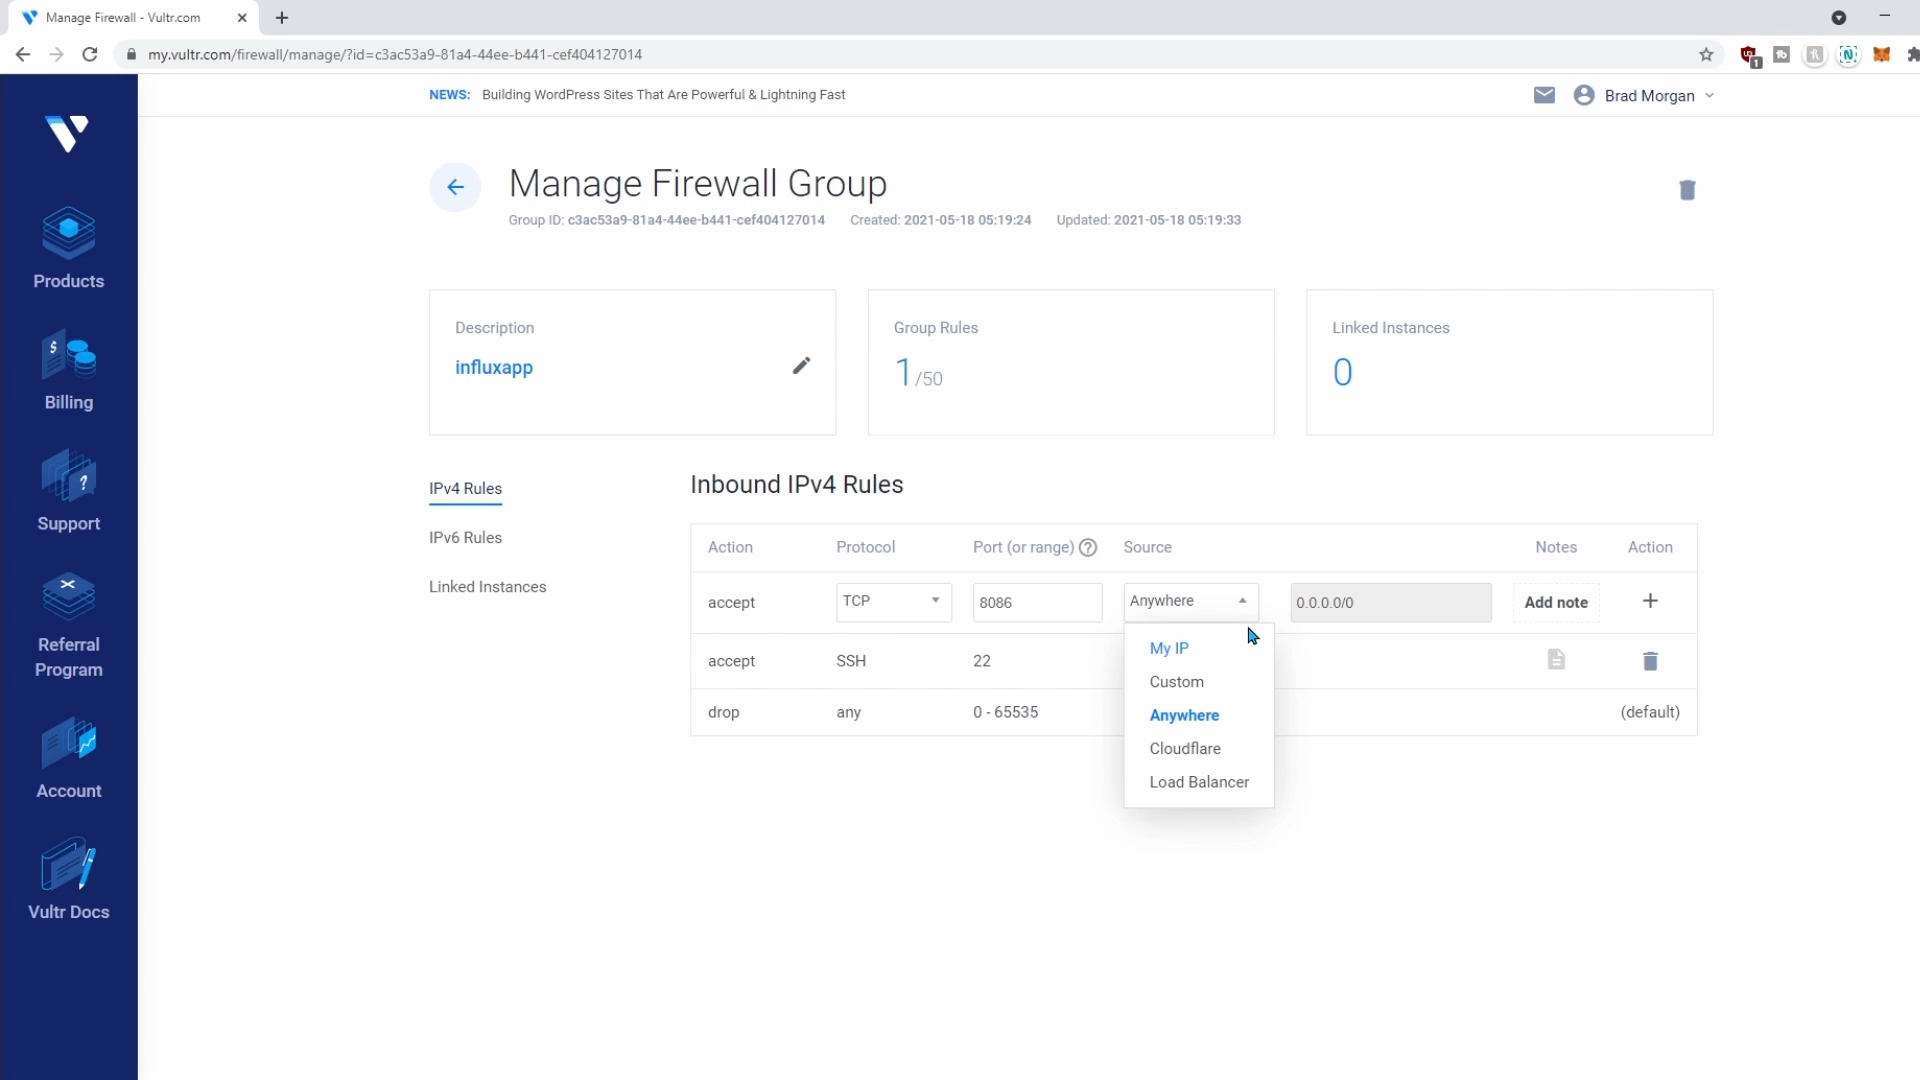 Manage Firewall - Vultr.com
my.vultr.com/firewall/manage/?id=c3ac53a9-81a4-44ee-b441-cef404127014
1
NEWS: Building WordPress Sites That Are Powerful & Lightning Fast
Brad Morgan
Products
Billing
Support
Referral
Program
Account
Vultr Docs
Manage Firewall Group
Group ID: c3ac53a9-81a4-44ee-b441-cef404127014 Created: 2021-05-18 05:19:24 Updated: 2021-05-18 05:19:33
Description
influxapp
Group Rules
1/50
Linked Instances
0
IPv4 Rules
IPv6 Rules
Linked Instances
Inbound IPv4 Rules
Action Protocol Port (or range) ? Source Notes Action
accept TCP 8086 Anywhere 0.0.0.0/0 Add note +
accept SSH 22
drop any 0 - 65535 (default)
My IP
Custom
Anywhere
Cloudflare
Load Balancer